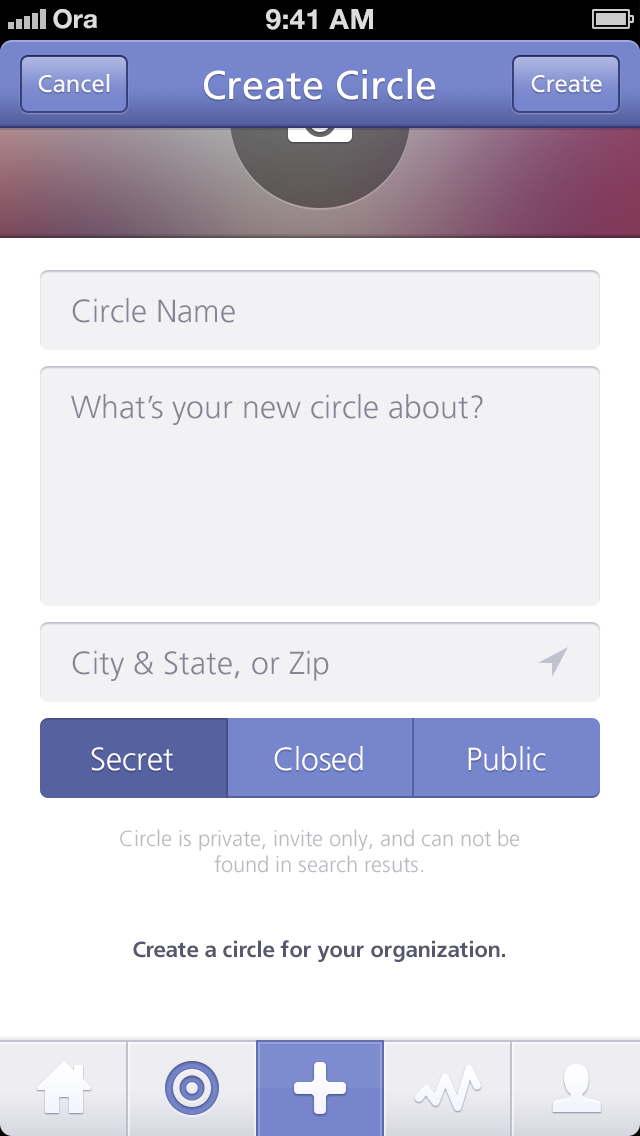 Ora 9:41 AM
Cancel Create Circle Create
Circle Name
What's your new circle about?
City & State, or Zip
Secret Closed Public
Circle is private, invite only, and can not be
found in search resuts.
Create a circle for your organization.